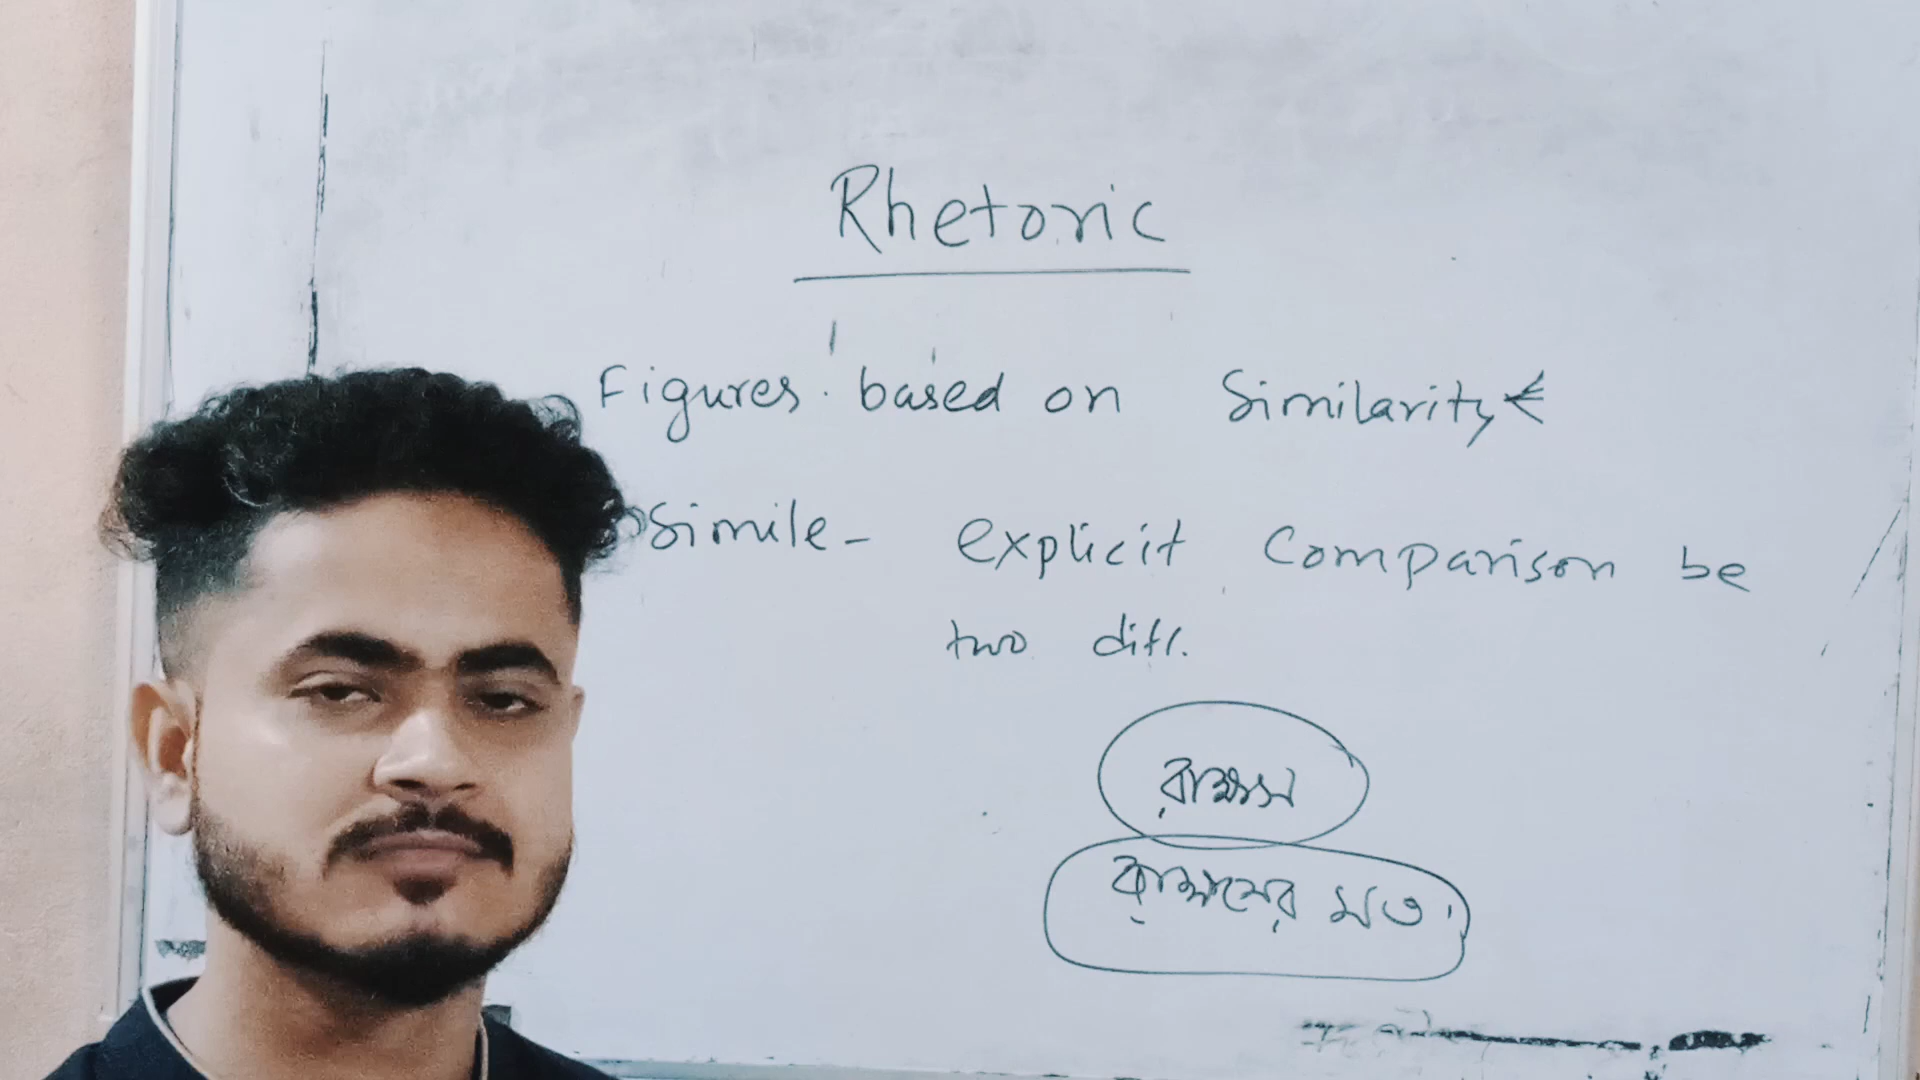 Rhetoric
Figures based on Similarity
Simile - explicit Comparison be
two diff.
রাক্ষস
রাক্ষসের মত